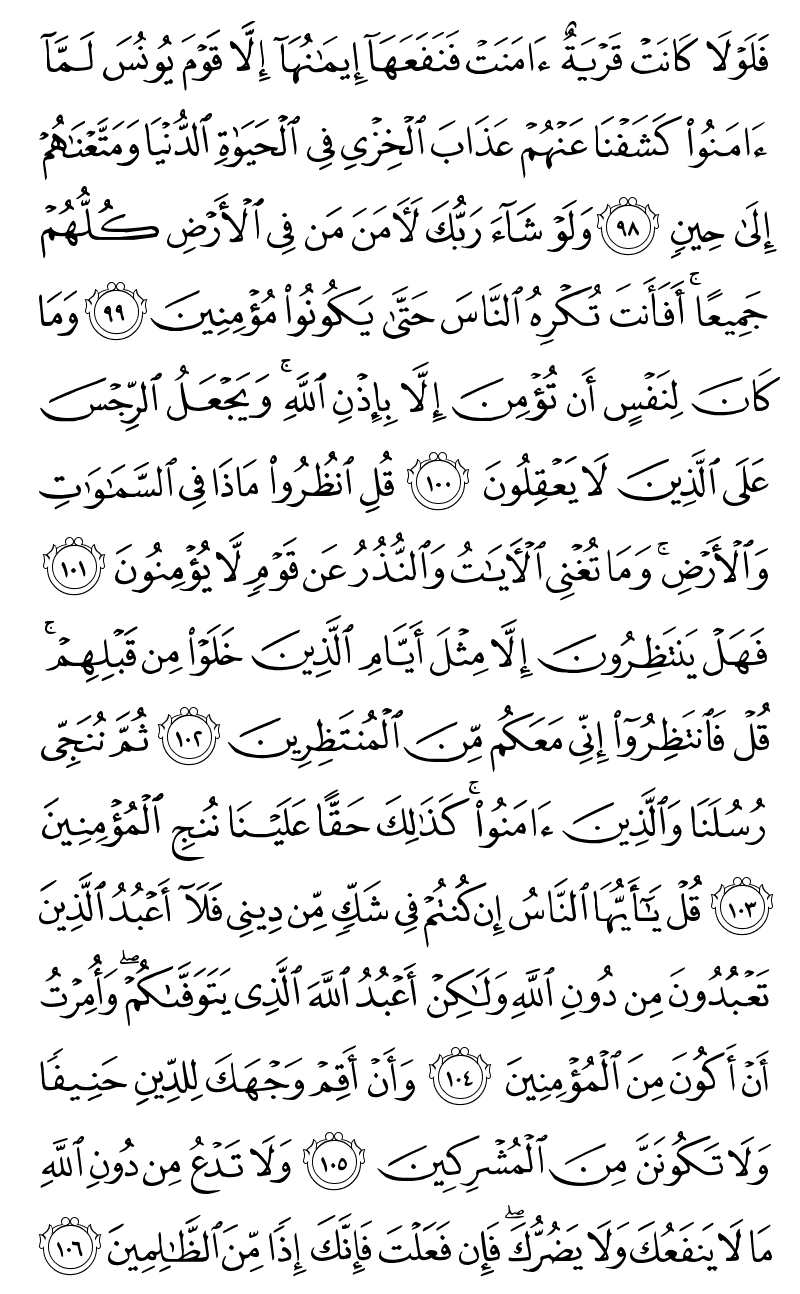 فَلَوۡلَا كَانَتۡ قَرۡيَةٌ ءَامَنَتۡ فَنَفَعَهَآ إِيمَٰنُهَآ إِلَّا قَوۡمَ يُونُسَ لَمَّآ
ءَامَنُواْ كَشَفۡنَا عَنۡهُمۡ عَذَابَ ٱلۡخِزۡيِ فِي ٱلۡحَيَوٰةِ ٱلدُّنۡيَا وَمَتَّعۡنَٰهُمۡ
إِلَىٰ حِينٖ ٩٨ وَلَوۡ شَآءَ رَبُّكَ لَأٓمَنَ مَن فِي ٱلۡأَرۡضِ كُلُّهُمۡ
جَمِيعًاۚ أَفَأَنتَ تُكۡرِهُ ٱلنَّاسَ حَتَّىٰ يَكُونُواْ مُؤۡمِنِينَ ٩٩ وَمَا
كَانَ لِنَفۡسٍ أَن تُؤۡمِنَ إِلَّا بِإِذۡنِ ٱللَّهِۚ وَيَجۡعَلُ ٱلرِّجۡسَ
عَلَى ٱلَّذِينَ لَا يَعۡقِلُونَ ١٠٠ قُلِ ٱنظُرُواْ مَاذَا فِي ٱلسَّمَٰوَٰتِ
وَٱلۡأَرۡضِۚ وَمَا تُغۡنِي ٱلۡأٓيَٰتُ وَٱلنُّذُرُ عَن قَوۡمٖ لَّا يُؤۡمِنُونَ ١٠١
فَهَلۡ يَنتَظِرُونَ إِلَّا مِثۡلَ أَيَّامِ ٱلَّذِينَ خَلَوۡاْ مِن قَبۡلِهِمۡۚ
قُلۡ فَٱنتَظِرُوٓاْ إِنِّي مَعَكُم مِّنَ ٱلۡمُنتَظِرِينَ ١٠٢ ثُمَّ نُنَجِّي
رُسُلَنَا وَٱلَّذِينَ ءَامَنُواْۚ كَذَٰلِكَ حَقًّا عَلَيۡنَا نُنجِ ٱلۡمُؤۡمِنِينَ
١٠٣ قُلۡ يَٰٓأَيُّهَا ٱلنَّاسُ إِن كُنتُمۡ فِي شَكّٖ مِّن دِينِي فَلَآ أَعۡبُدُ ٱلَّذِينَ
تَعۡبُدُونَ مِن دُونِ ٱللَّهِ وَلَٰكِنۡ أَعۡبُدُ ٱللَّهَ ٱلَّذِي يَتَوَفَّىٰكُمۡۖ وَأُمِرۡتُ
أَنۡ أَكُونَ مِنَ ٱلۡمُؤۡمِنِينَ ١٠٤ وَأَنۡ أَقِمۡ وَجۡهَكَ لِلدِّينِ حَنِيفٗا
وَلَا تَكُونَنَّ مِنَ ٱلۡمُشۡرِكِينَ ١٠٥ وَلَا تَدۡعُ مِن دُونِ ٱللَّهِ
مَا لَا يَنفَعُكَ وَلَا يَضُرُّكَۖ فَإِن فَعَلۡتَ فَإِنَّكَ إِذٗا مِّنَ ٱلظَّٰلِمِينَ ١٠٦